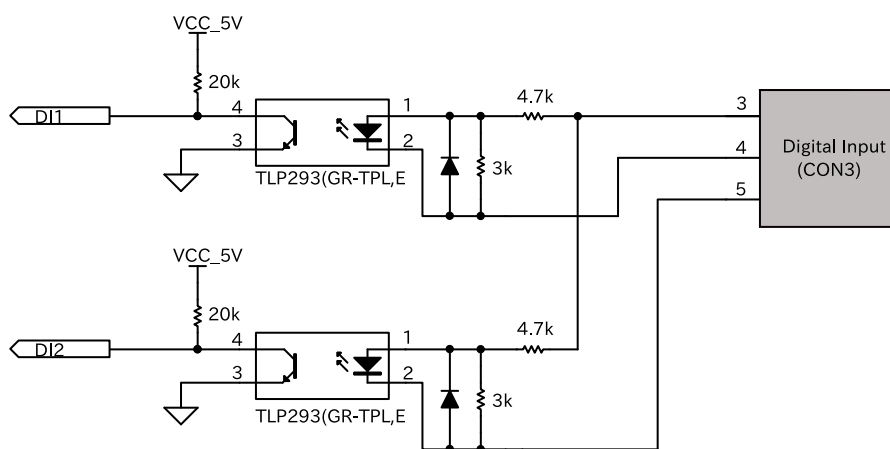 VCC_5V
20k
DI1
4
3
1
2
TLP293(GR-TPL,E
4.7k
3k
3
4
5
Digital Input
(CON3)
VCC_5V
20k
DI2
4
3
1
2
TLP293(GR-TPL,E
4.7k
3k